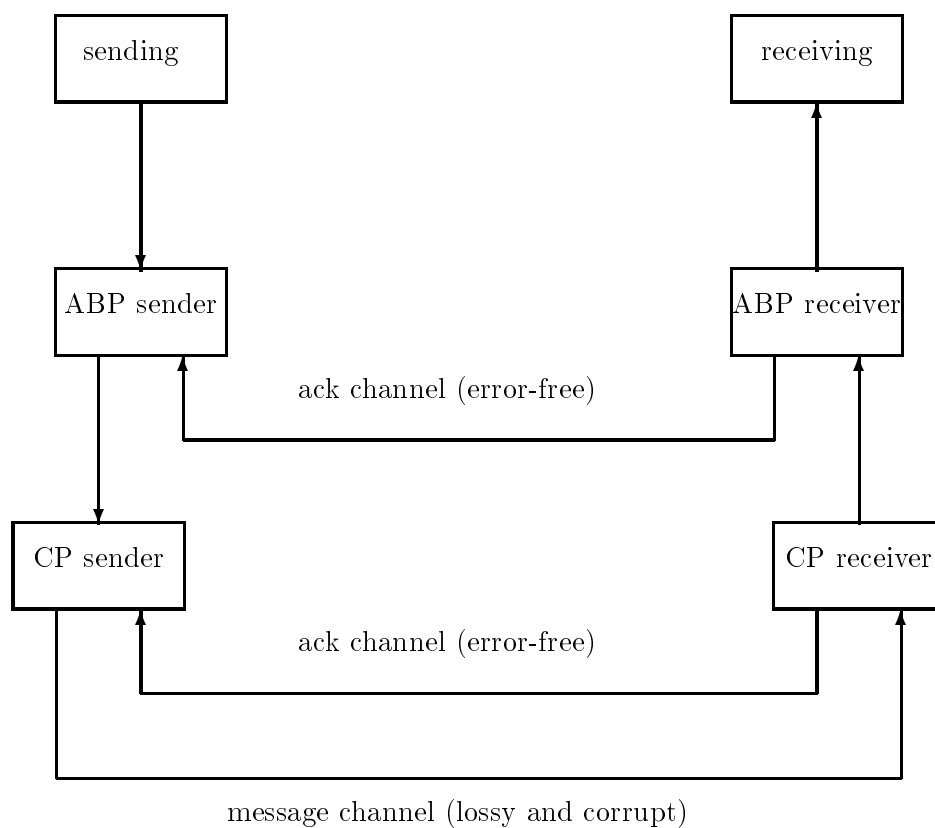 sending
receiving
ABP sender
ABP receiver
ack channel (error-free)
CP sender
CP receiver
ack channel (error-free)
message channel (lossy and corrupt)